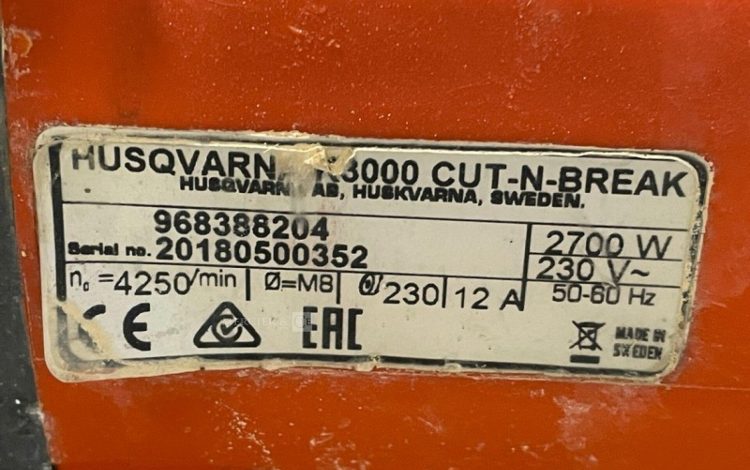 HUSQVARNA K3000 CUT-N-BREAK
HUSQVARNA AB, HUSKVARNA, SWEDEN.
968388204
Serial no. 20180500352
2700 W
230 V~
n₀ =4250/min | Ø=M8 | 230 | 12 A
50-60 Hz
CE EAC
MADE IN
SWEDEN